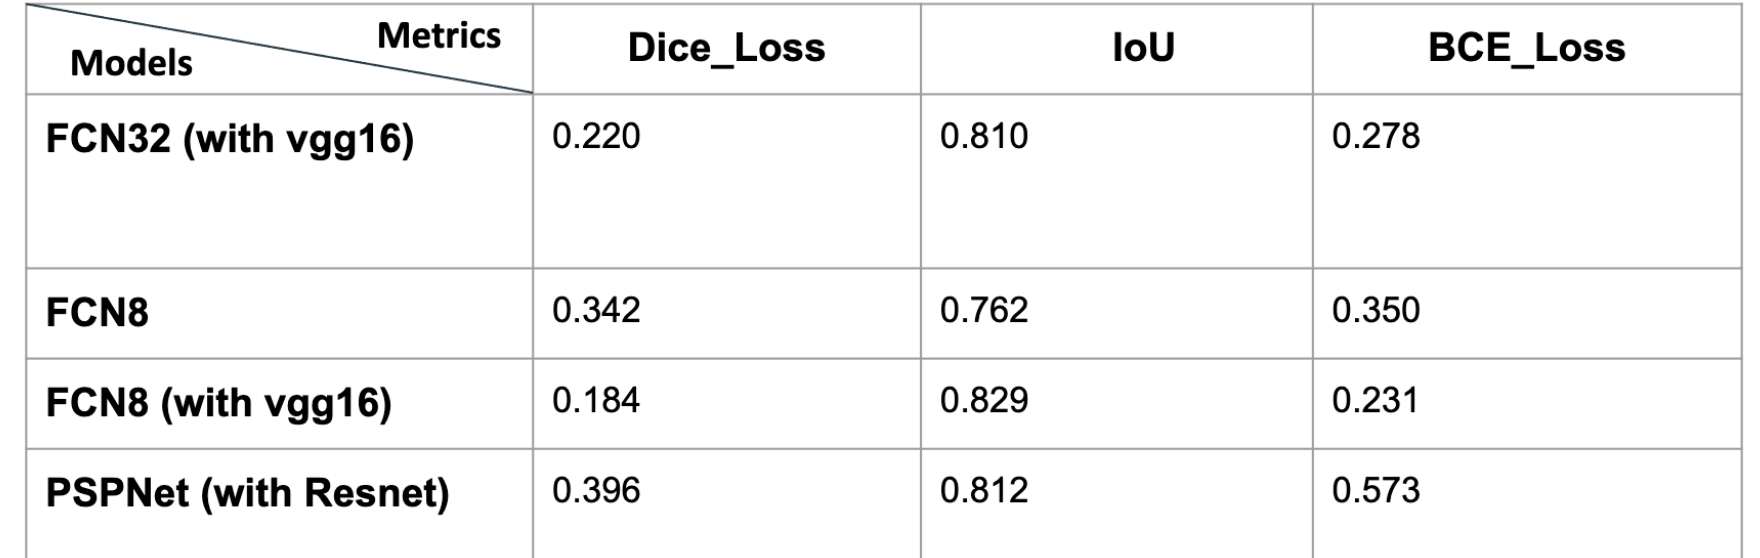 Metrics
Models
Dice_Loss IoU BCE_Loss
FCN32 (with vgg16) 0.220 0.810 0.278
FCN8 0.342 0.762 0.350
FCN8 (with vgg16) 0.184 0.829 0.231
PSPNet (with Resnet) 0.396 0.812 0.573